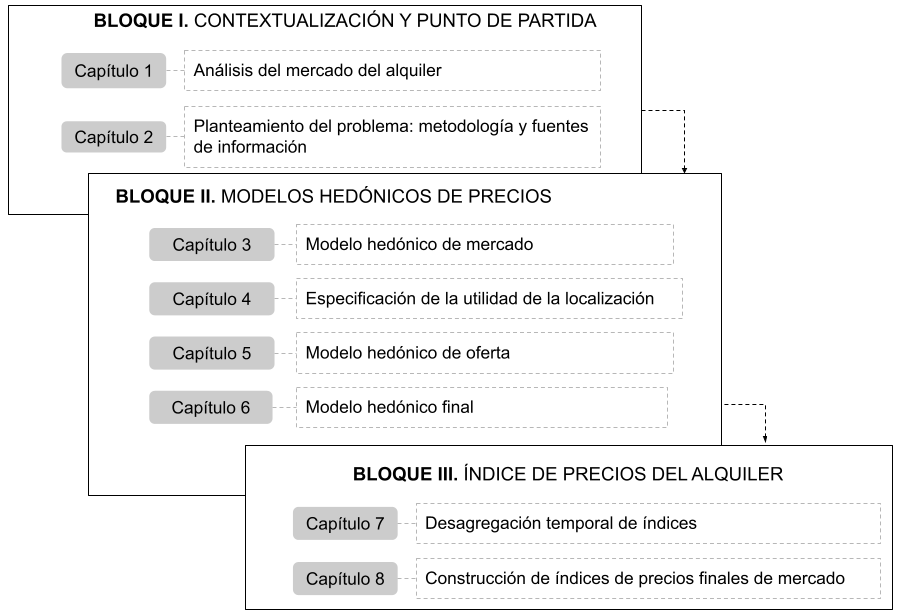 BLOQUE I. CONTEXTUALIZACIÓN Y PUNTO DE PARTIDA
Capítulo 1
Análisis del mercado del alquiler
Capítulo 2
Planteamiento del problema: metodología y fuentes
de información
BLOQUE II. MODELOS HEDÓNICOS DE PRECIOS
Capítulo 3
Modelo hedónico de mercado
Capítulo 4
Especificación de la utilidad de la localización
Capítulo 5
Modelo hedónico de oferta
Capítulo 6
Modelo hedónico final
BLOQUE III. ÍNDICE DE PRECIOS DEL ALQUILER
Capítulo 7
Desagregación temporal de índices
Capítulo 8
Construcción de índices de precios finales de mercado